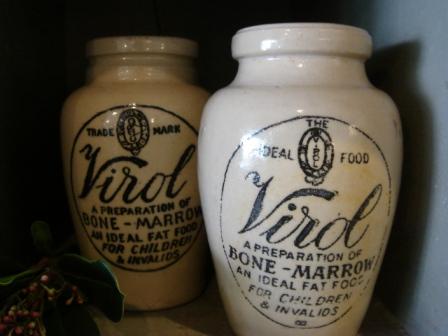 TRADE MARK
Virol
A PREPARATION OF
BONE-MARROW
AN IDEAL FAT FOOD
FOR CHILDREN
& INVALIDS
THE
IDEAL FOOD
VIROL
Virol
A PREPARATION OF
BONE-MARROW
AN IDEAL FAT FOOD
FOR CHILDREN
& INVALIDS